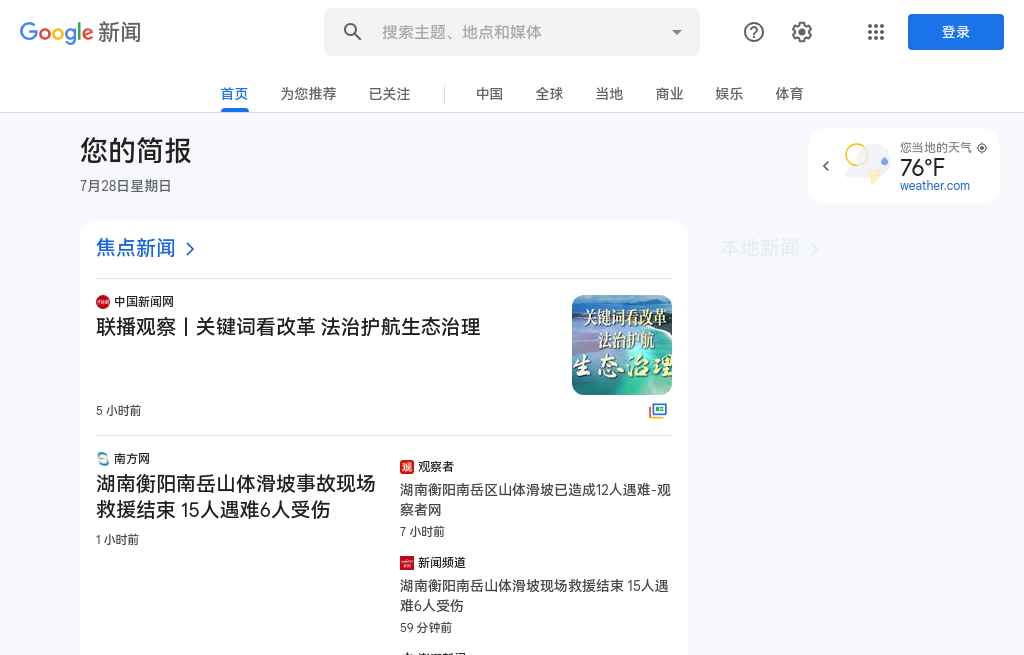 Google 新闻
搜索主题、地点和媒体
登录
首页
为您推荐
已关注
中国
全球
当地
商业
娱乐
体育
您的简报
7月28日星期日
您当地的天气
76°F
weather.com
焦点新闻
本地新闻
中国新闻网
联播观察丨关键词看改革 法治护航生态治理
关键词看改革
法治护航
生态治理
5 小时前
南方网
湖南衡阳南岳山体滑坡事故现场
救援结束 15人遇难6人受伤
1 小时前
观察者
湖南衡阳南岳区山体滑坡已造成12人遇难-观
察者网
7 小时前
新闻频道
湖南衡阳南岳山体滑坡现场救援结束 15人遇
难6人受伤
59 分钟前